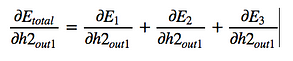 ∂E_total/∂h2_out1 = ∂E_1/∂h2_out1 + ∂E_2/∂h2_out1 + ∂E_3/∂h2_out1